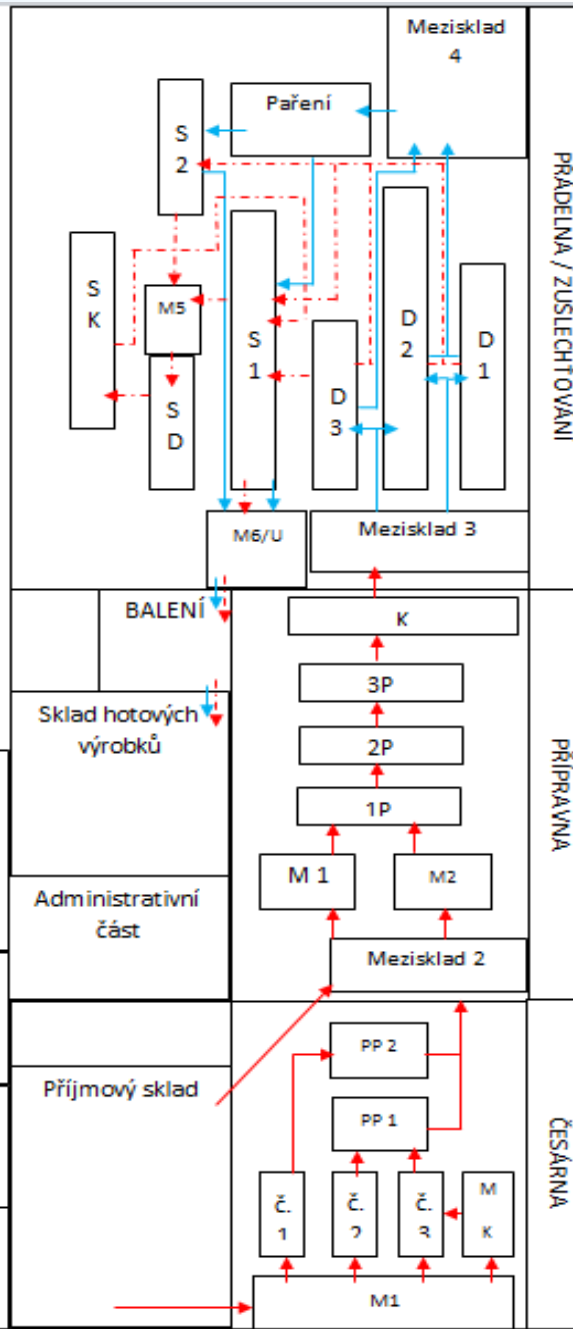 Mezisklad
4
Paření
S
2
S
K
M5
S
D
S
1
D
3
D
2
D
1
M6/U
Mezisklad 3
PŘADELNA / ZUŠLECHŤOVÁNÍ
BALENÍ
K
3P
2P
1P
Sklad hotových
výrobků
M 1
M2
Administrativní
část
Mezisklad 2
PŘÍPRAVNA
PP 2
Příjmový sklad
PP 1
č.
1
č.
2
č.
3
M
K
M1
ČESÁRNA